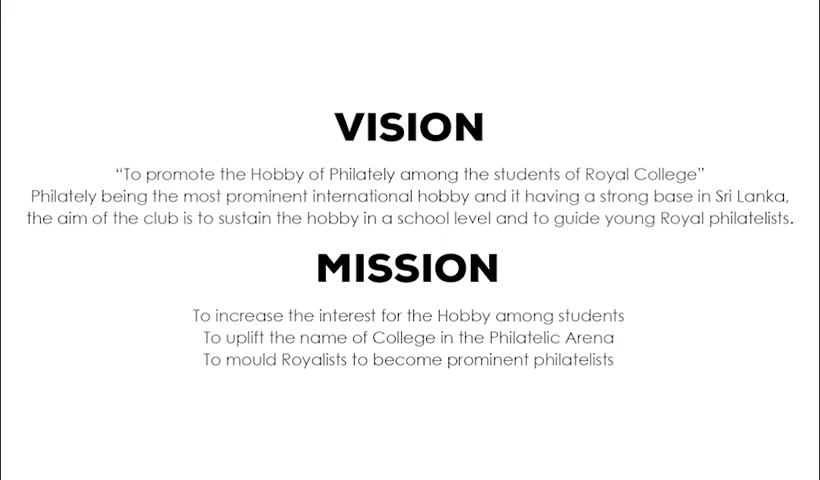 VISION
“To promote the Hobby of Philately among the students of Royal College”
Philately being the most prominent international hobby and it having a strong base in Sri Lanka,
the aim of the club is to sustain the hobby in a school level and to guide young Royal philatelists.
MISSION
To increase the interest for the Hobby among students
To uplift the name of College in the Philatelic Arena
To mould Royalists to become prominent philatelists